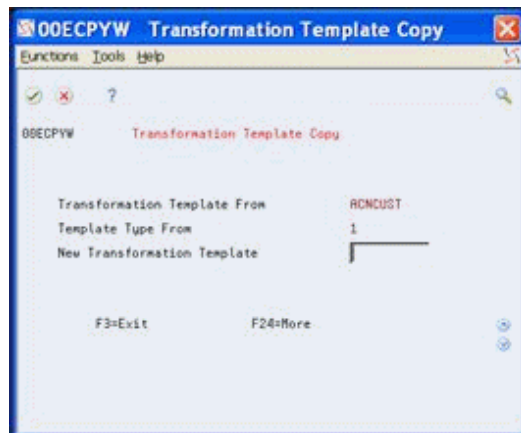 00ECPYW Transformation Template Copy
Functions Tools Help
?
00ECPYW Transformation Template Copy
Transformation Template From ACNCUST
Template Type From 1
New Transformation Template
F3=Exit F24=More